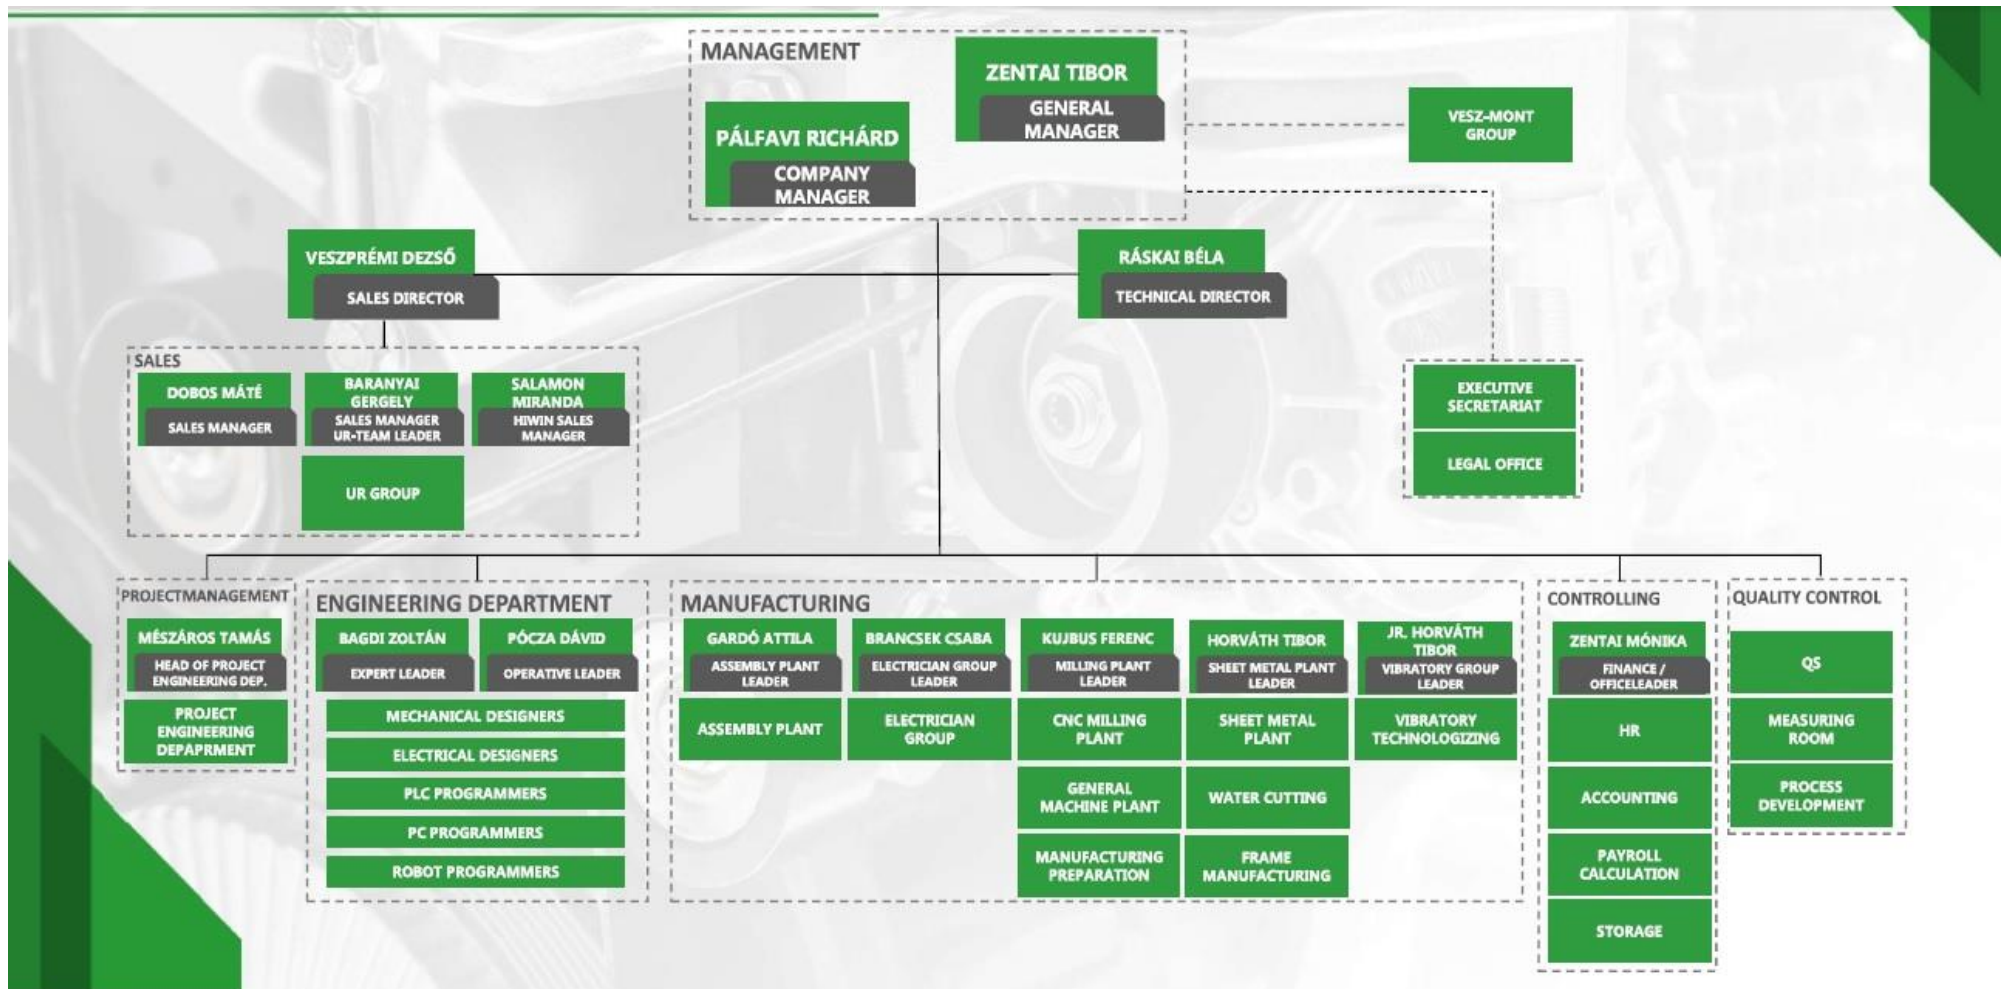 MANAGEMENT
ZENTAI TIBOR
GENERAL
MANAGER
PÁLFAVI RICHÁRD
COMPANY
MANAGER
VESZ-MONT
GROUP
VESZPRÉMI DEZSŐ
SALES DIRECTOR
RÁSKAI BÉLA
TECHNICAL DIRECTOR
SALES
DOBOS MÁTÉ
SALES MANAGER
BARANYAI
GERGELY
SALES MANAGER
UR-TEAM LEADER
SALAMON
MIRANDA
HIWIN SALES
MANAGER
UR GROUP
EXECUTIVE
SECRETARIAT
LEGAL OFFICE
PROJECTMANAGEMENT
MÉSZÁROS TAMÁS
HEAD OF PROJECT
ENGINEERING DEP.
PROJECT
ENGINEERING
DEPAPRMENT
ENGINEERING DEPARTMENT
BAGDI ZOLTÁN
EXPERT LEADER
PÓCZA DÁVID
OPERATIVE LEADER
MECHANICAL DESIGNERS
ELECTRICAL DESIGNERS
PLC PROGRAMMERS
PC PROGRAMMERS
ROBOT PROGRAMMERS
MANUFACTURING
GARDÓ ATTILA
ASSEMBLY PLANT
LEADER
ASSEMBLY PLANT
BRANCSEK CSABA
ELECTRICIAN GROUP
LEADER
ELECTRICIAN
GROUP
KUJBUS FERENC
MILLING PLANT
LEADER
CNC MILLING
PLANT
GENERAL
MACHINE PLANT
MANUFACTURING
PREPARATION
HORVÁTH TIBOR
SHEET METAL PLANT
LEADER
SHEET METAL
PLANT
WATER CUTTING
FRAME
MANUFACTURING
JR. HORVÁTH
TIBOR
VIBRATORY GROUP
LEADER
VIBRATORY
TECHNOLOGIZING
CONTROLLING
ZENTAI MÓNIKA
FINANCE /
OFFICELEADER
HR
ACCOUNTING
PAYROLL
CALCULATION
STORAGE
QUALITY CONTROL
QS
MEASURING
ROOM
PROCESS
DEVELOPMENT